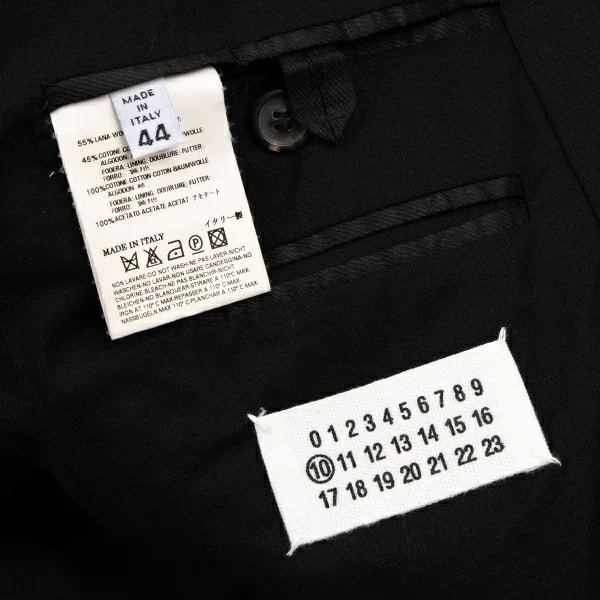 MADE
IN
ITALY
44
55% LANA
45% COTONE COTTON
ALGODON 綿
FODERA: LINING: DOUBLURE: FUTTER:
FORRO:
100% COTONE COTTON COTON BAUMWOLLE
ALGODON 綿
FODERA: LINING: DOUBLURE: FUTTER:
FORRO:
100% ACETATO ACETATE ACETAT アセテート
イタリー製
MADE IN ITALY
P
NON LAVARE-DO NOT WASH-NE PAS LAVER-NICHT
WASCHEN-NO LAVAR-NON USARE CANDEGGINA-NO
CHLORINE BLEACH-NE PAS BLANCHIR-NICHT
BLEICHEN-NO BLANQUEAR-STIRARE A 110° C MAX-
IRON AT 110° C MAX-REPASSER A 110° C MAX-
NASSBUGELN MAX 110° C-PLANCHAR A 110° C MAX-
0 1 2 3 4 5 6 7 8 9
10 11 12 13 14 15 16
17 18 19 20 21 22 23